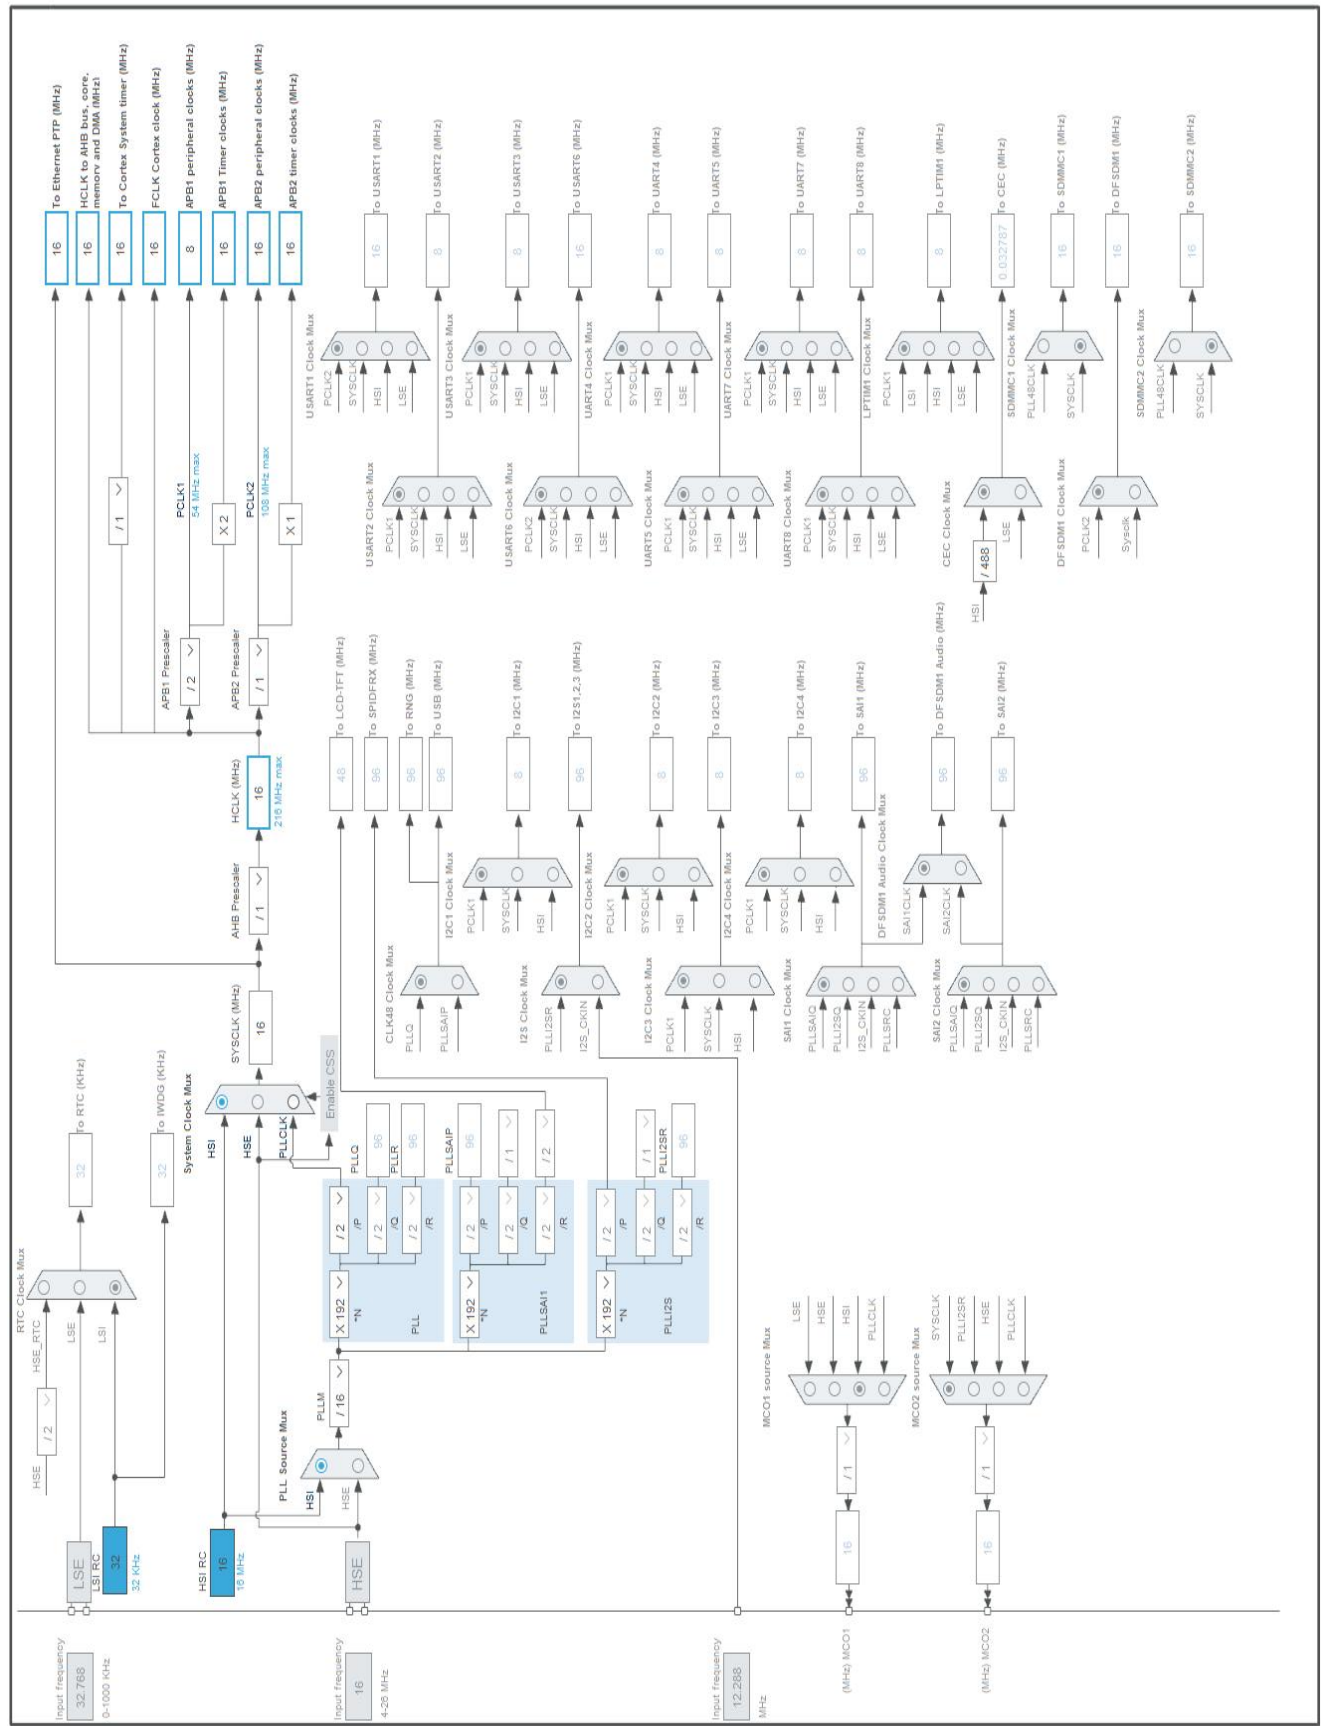 Input frequency
32.768
0-1000 KHz
LSE
LSI RC
32
32 KHz
HSE
/ 2
HSE_RTC
LSE
LSI
RTC Clock Mux
32
To RTC (KHz)
32
To IWDG (KHz)
HSI RC
16
16 MHz
Input frequency
16
4-26 MHz
HSE
PLL Source Mux
HSI
HSE
PLLM
/ 16
System Clock Mux
HSI
HSE
PLLCLK
Enable CSS
SYSCLK (MHz)
16
AHB Prescaler
/ 1
HCLK (MHz)
16
216 MHz max
APB1 Prescaler
/ 2
PCLK1
54 MHz max
X 2
APB2 Prescaler
/ 1
PCLK2
108 MHz max
X 1
/ 1
16
To Ethernet PTP (MHz)
16
HCLK to AHB bus, core,
memory and DMA (MHz)
16
To Cortex System timer (MHz)
16
FCLK Cortex clock (MHz)
8
APB1 peripheral clocks (MHz)
16
APB1 Timer clocks (MHz)
16
APB2 peripheral clocks (MHz)
16
APB2 timer clocks (MHz)
X 192
*N
PLL
/ 2
/P
/ 2
/Q
/ 2
/R
PLLQ
96
PLLR
96
X 192
*N
PLLSAI1
/ 2
/P
/ 2
/Q
/ 2
/R
PLLSAIP
96
/ 1
/ 2
X 192
*N
PLLI2S
/ 2
/P
/ 2
/Q
/ 2
/R
/ 1
PLLI2SR
96
48
To LCD-TFT (MHz)
96
To SPIDFRX (MHz)
96
To RNG (MHz)
96
To USB (MHz)
CLK48 Clock Mux
PLLQ
PLLSAIP
I2C1 Clock Mux
PCLK1
SYSCLK
HSI
8
To I2C1 (MHz)
I2S Clock Mux
PLLI2SR
I2S_CKIN
96
To I2S1,2,3 (MHz)
I2C2 Clock Mux
PCLK1
SYSCLK
HSI
8
To I2C2 (MHz)
I2C3 Clock Mux
PCLK1
SYSCLK
HSI
8
To I2C3 (MHz)
I2C4 Clock Mux
PCLK1
SYSCLK
HSI
8
To I2C4 (MHz)
SAI1 Clock Mux
PLLSAIQ
PLLI2SQ
I2S_CKIN
PLLSRC
96
To SAI1 (MHz)
DFSDM1 Audio Clock Mux
SAI1CLK
SAI2CLK
96
To DFSDM1 Audio (MHz)
SAI2 Clock Mux
PLLSAIQ
PLLI2SQ
I2S_CKIN
PLLSRC
96
To SAI2 (MHz)
USART1 Clock Mux
PCLK2
SYSCLK
HSI
LSE
16
To USART1 (MHz)
USART2 Clock Mux
PCLK1
SYSCLK
HSI
LSE
8
To USART2 (MHz)
USART3 Clock Mux
PCLK1
SYSCLK
HSI
LSE
8
To USART3 (MHz)
USART6 Clock Mux
PCLK2
SYSCLK
HSI
LSE
16
To USART6 (MHz)
UART4 Clock Mux
PCLK1
SYSCLK
HSI
LSE
8
To UART4 (MHz)
UART5 Clock Mux
PCLK1
SYSCLK
HSI
LSE
8
To UART5 (MHz)
UART7 Clock Mux
PCLK1
SYSCLK
HSI
LSE
8
To UART7 (MHz)
UART8 Clock Mux
PCLK1
SYSCLK
HSI
LSE
8
To UART8 (MHz)
LPTIM1 Clock Mux
PCLK1
LSI
HSI
LSE
8
To LPTIM1 (MHz)
CEC Clock Mux
HSI
/ 488
LSE
0.032787
To CEC (MHz)
SDMMC1 Clock Mux
PLL48CLK
SYSCLK
16
To SDMMC1 (MHz)
DFSDM1 Clock Mux
PCLK2
Sysclk
16
To DFSDM1 (MHz)
SDMMC2 Clock Mux
PLL48CLK
SYSCLK
16
To SDMMC2 (MHz)
Input frequency
12.288
MHz
MCO1 source Mux
LSE
HSE
HSI
PLLCLK
/ 1
16
(MHz) MCO1
MCO2 source Mux
SYSCLK
PLLI2SR
HSE
PLLCLK
/ 1
16
(MHz) MCO2